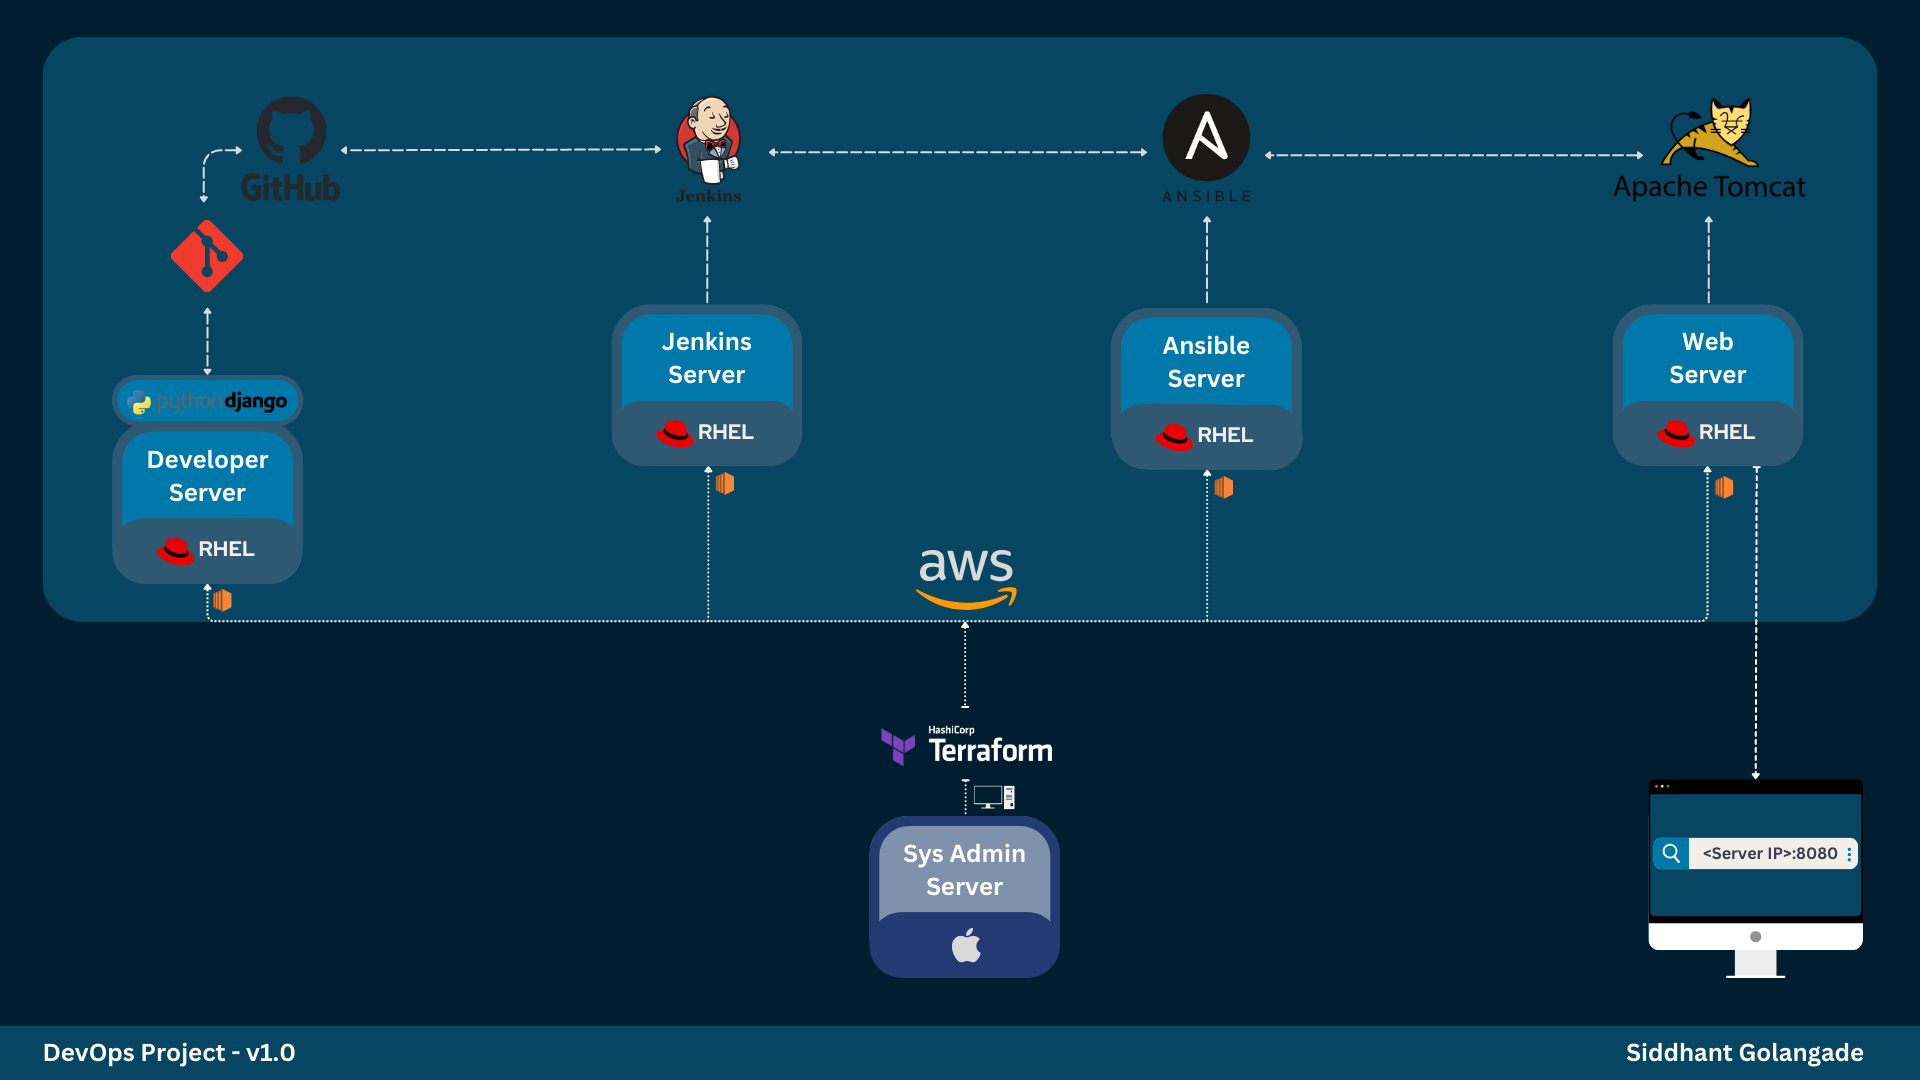 GitHub
Jenkins
ANSIBLE
Apache Tomcat
python django
Developer
Server
RHEL
Jenkins
Server
RHEL
Ansible
Server
RHEL
Web
Server
RHEL
aws
HashiCorp
Terraform
Sys Admin
Server
<Server IP>:8080
DevOps Project - v1.0
Siddhant Golangade